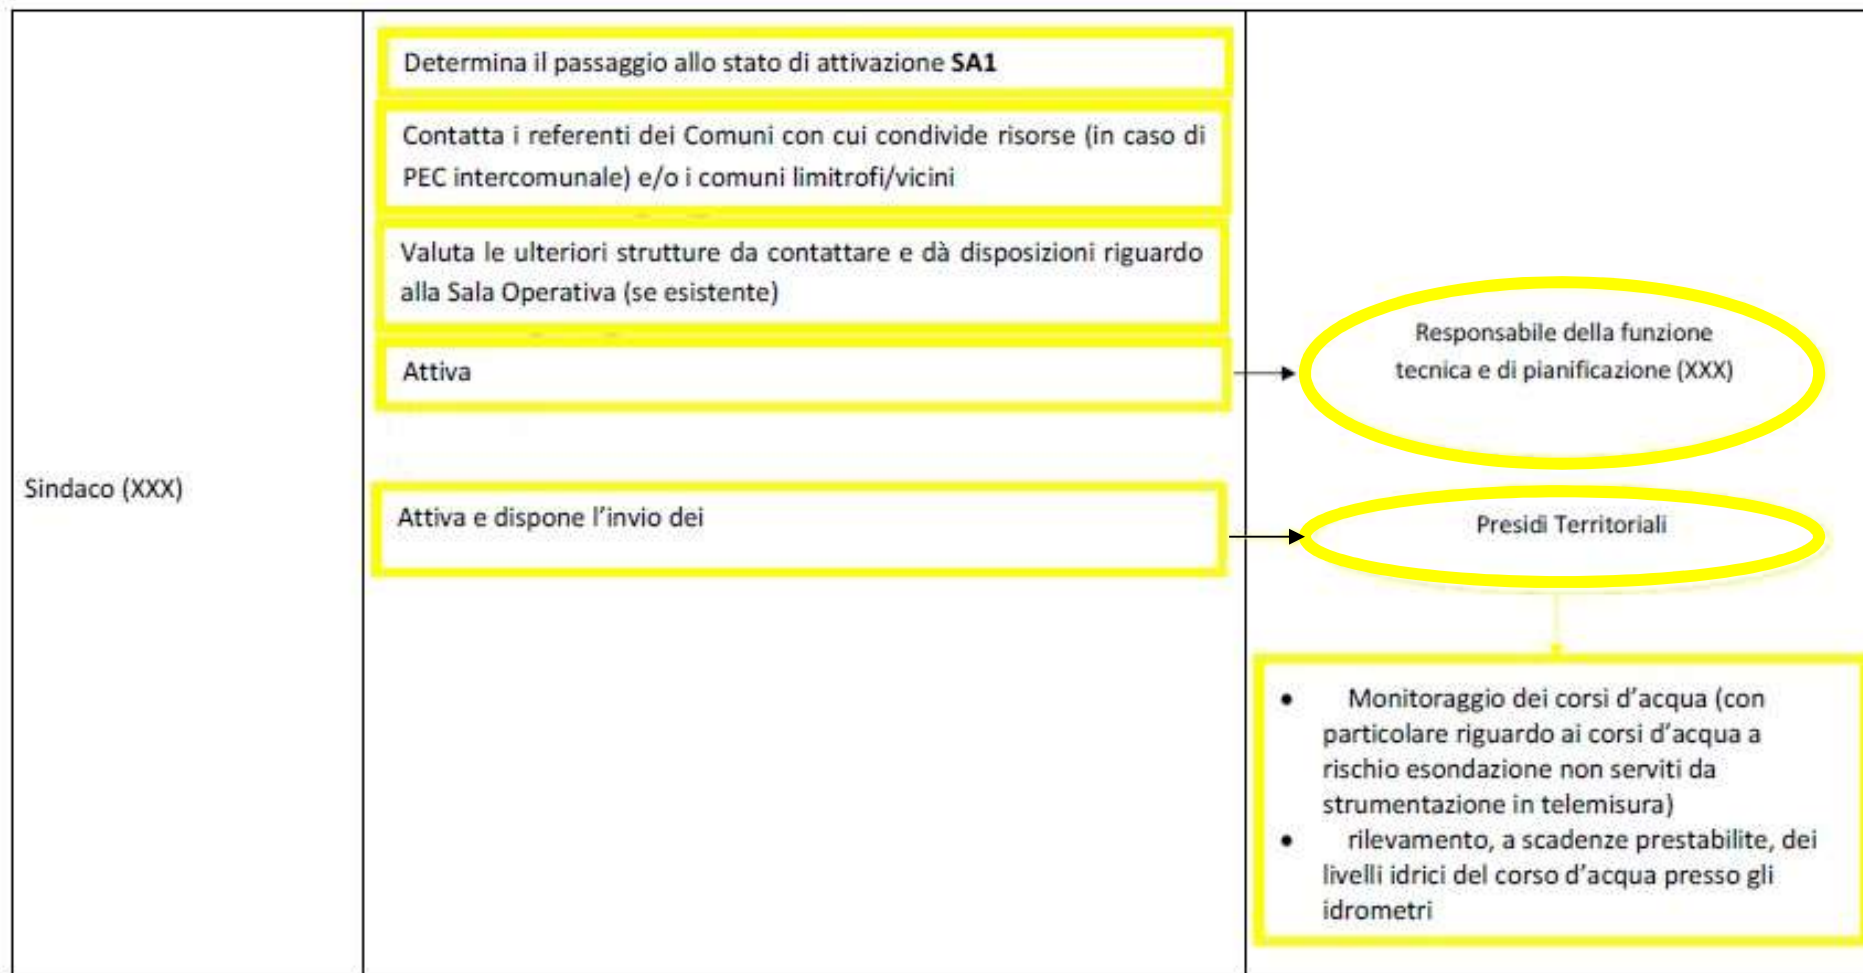 Sindaco (XXX)
Determina il passaggio allo stato di attivazione SA1
Contatta i referenti dei Comuni con cui condivide risorse (in caso di
PEC intercomunale) e/o i comuni limitrofi/vicini
Valuta le ulteriori strutture da contattare e dà disposizioni riguardo
alla Sala Operativa (se esistente)
Attiva
Responsabile della funzione
tecnica e di pianificazione (XXX)
Attiva e dispone l'invio dei
Presidi Territoriali
• Monitoraggio dei corsi d'acqua (con
particolare riguardo ai corsi d'acqua a
rischio esondazione non serviti da
strumentazione in telemisura)
• rilevamento, a scadenze prestabilite, dei
livelli idrici del corso d'acqua presso gli
idrometri